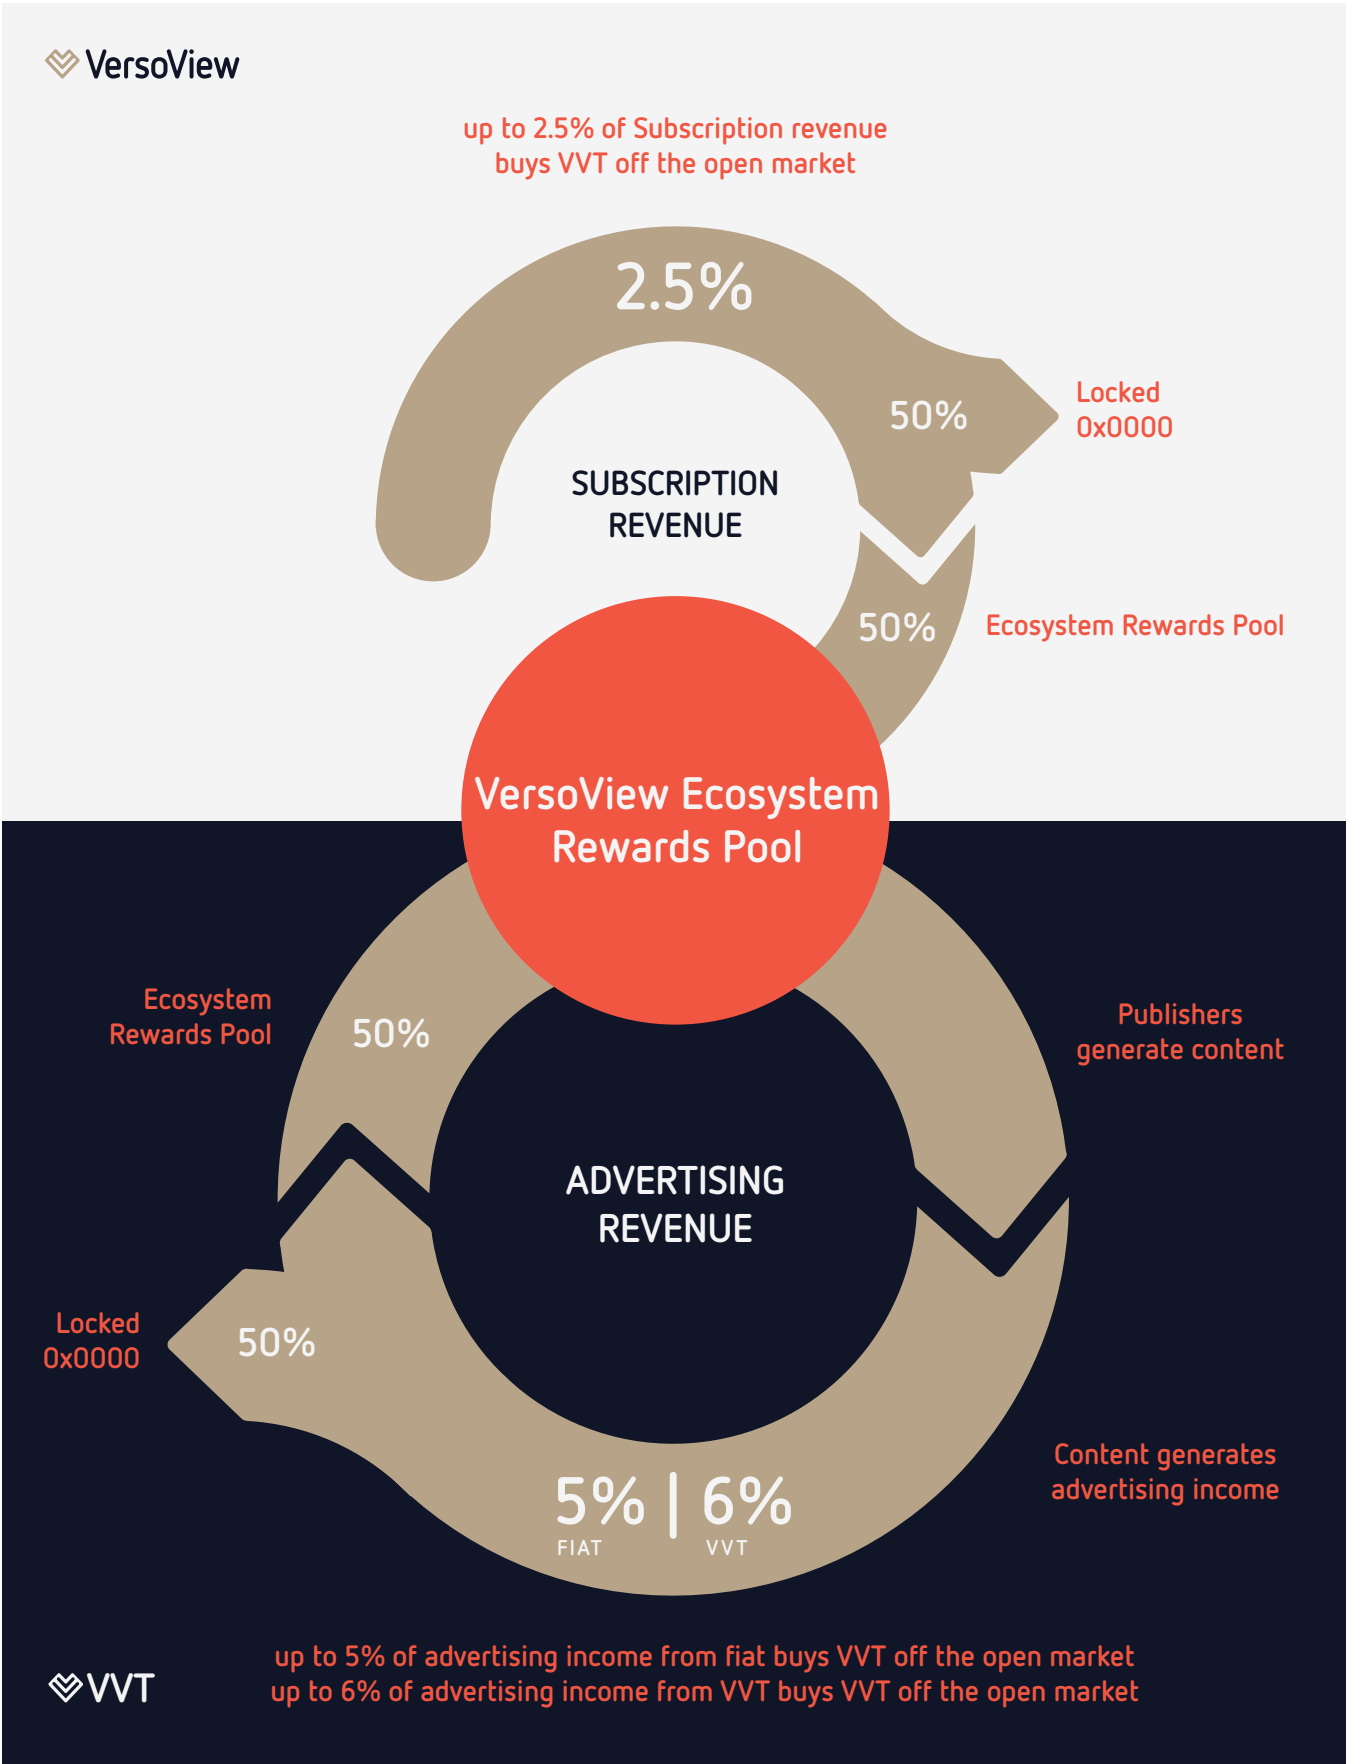 VersoView
up to 2.5% of Subscription revenue
buys VVT off the open market
2.5%
50%
Locked
0x0000
SUBSCRIPTION
REVENUE
50%
Ecosystem Rewards Pool
VersoView Ecosystem
Rewards Pool
Ecosystem
Rewards Pool
50%
Publishers
generate content
ADVERTISING
REVENUE
Locked
0x0000
50%
Content generates
advertising income
5% | 6%
FIAT VVT
up to 5% of advertising income from fiat buys VVT off the open market
up to 6% of advertising income from VVT buys VVT off the open market
VVT